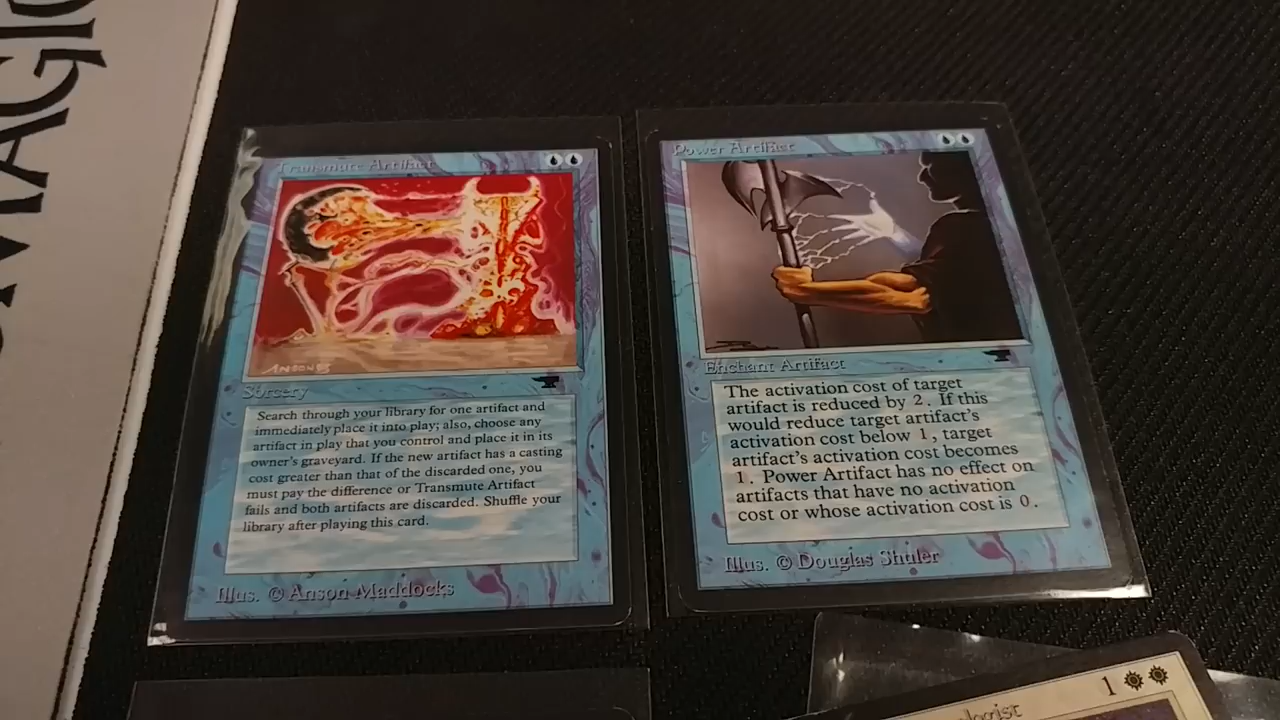 Transmute Artifact
ANSON 93
Sorcery
Search through your library for one artifact and
immediately place it into play; also, choose any
artifact in play that you control and place it in its
owner's graveyard. If the new artifact has a casting
cost greater than that of the discarded one, you
must pay the difference or Transmute Artifact
fails and both artifacts are discarded. Shuffle your
library after playing this card.
Illus. © Anson Maddocks
Power Artifact
Enchant Artifact
The activation cost of target
artifact is reduced by 2. If this
would reduce target artifact's
activation cost below 1, target
artifact's activation cost becomes
1. Power Artifact has no effect on
artifacts that have no activation
cost or whose activation cost is 0.
Illus. © Douglas Shuler
1